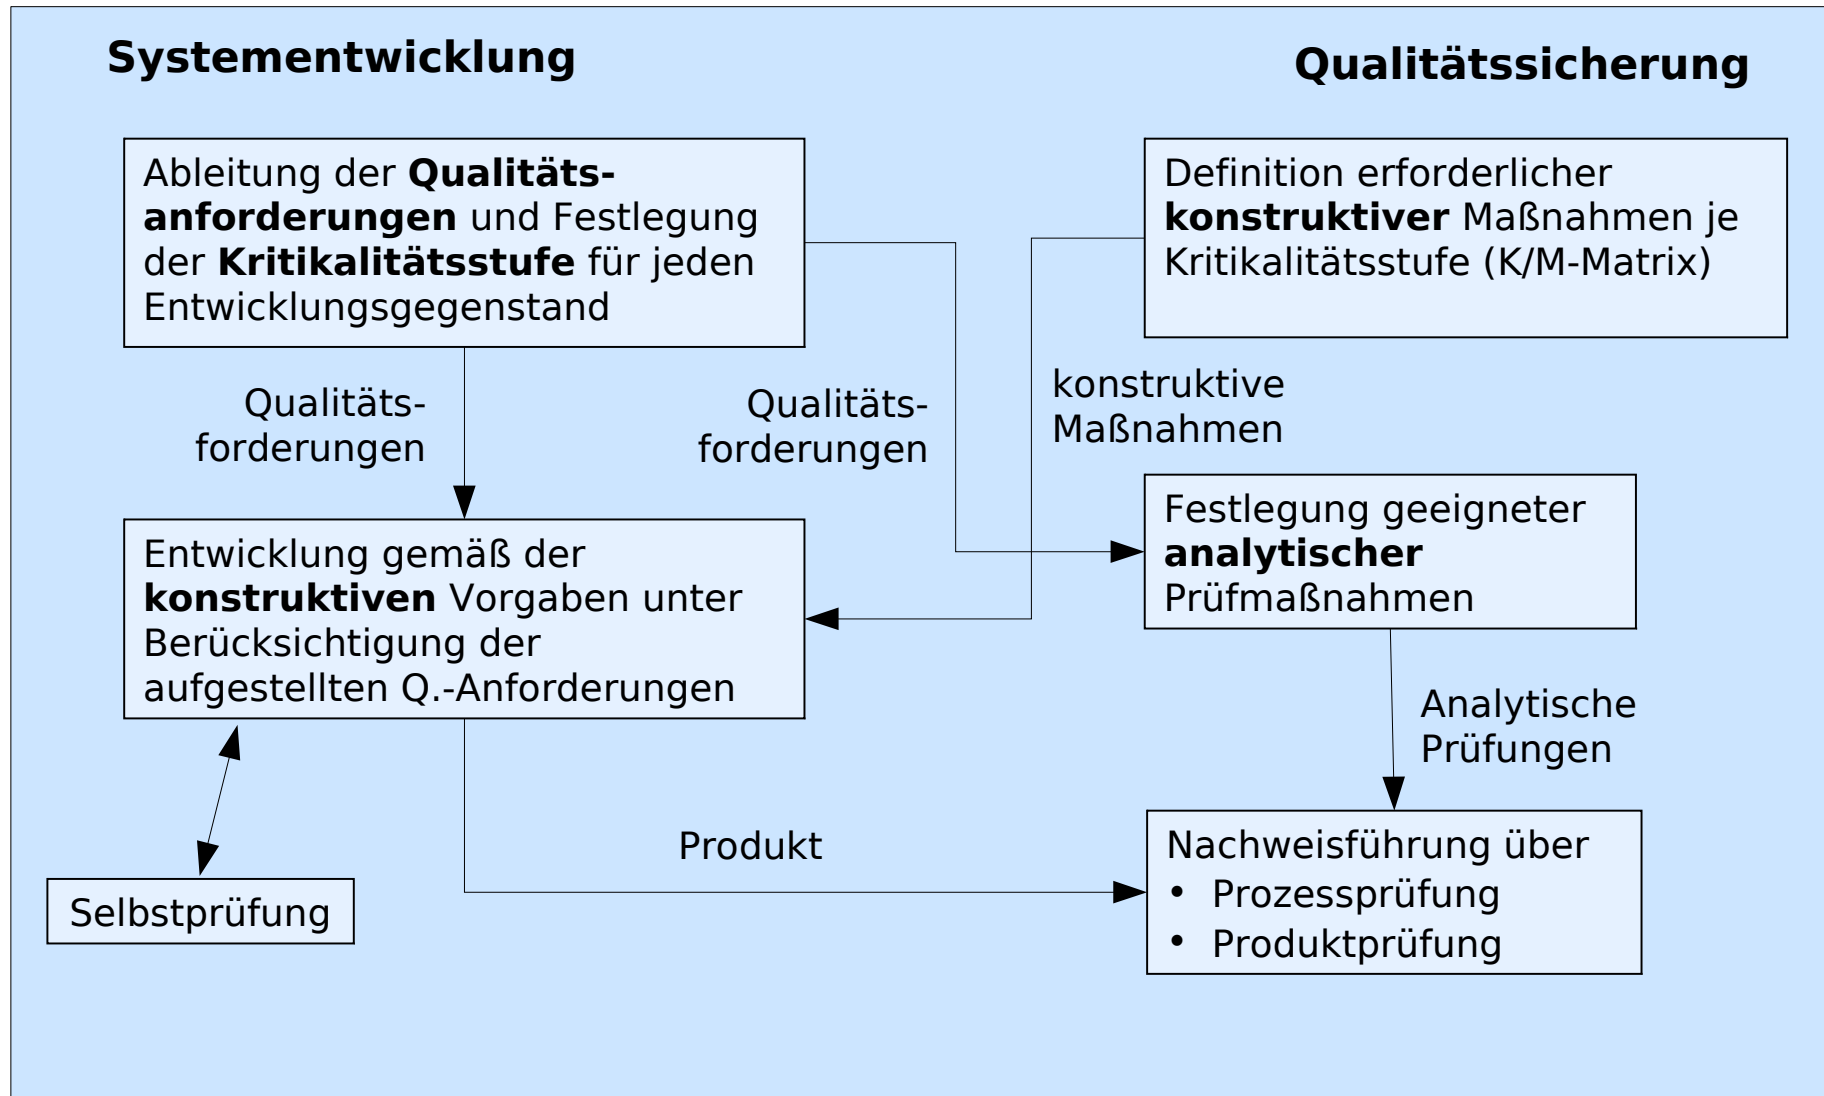 Systementwicklung
Qualitätssicherung
Ableitung der Qualitäts-
anforderungen und Festlegung
der Kritikalitätsstufe für jeden
Entwicklungsgegenstand
Definition erforderlicher
konstruktiver Maßnahmen je
Kritikalitätsstufe (K/M-Matrix)
Qualitäts-
forderungen
Qualitäts-
forderungen
konstruktive
Maßnahmen
Entwicklung gemäß der
konstruktiven Vorgaben unter
Berücksichtigung der
aufgestellten Q.-Anforderungen
Festlegung geeigneter
analytischer
Prüfmaßnahmen
Analytische
Prüfungen
Produkt
Selbstprüfung
Nachweisführung über
• Prozessprüfung
• Produktprüfung